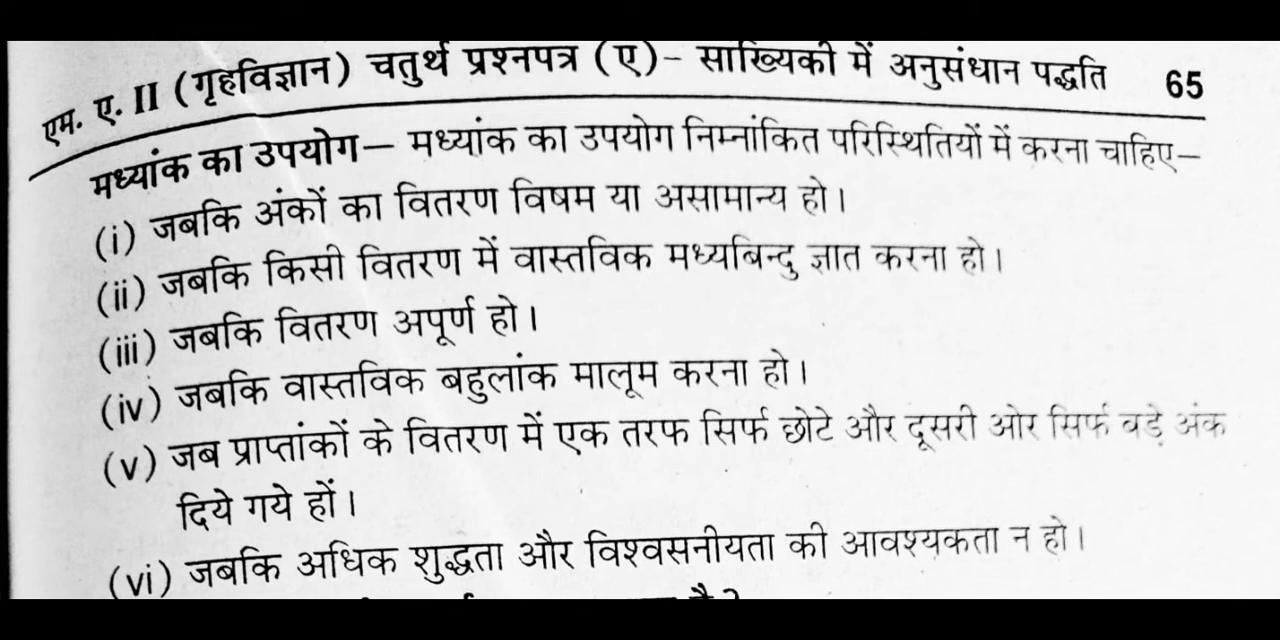 एम. ए. II (गृहविज्ञान) चतुर्थ प्रश्नपत्र (ए)– साख्यिकी में अनुसंधान पद्धति 65
मध्यांक का उपयोग– मध्यांक का उपयोग निम्नांकित परिस्थितियों में करना चाहिए–
(i) जबकि अंकों का वितरण विषम या असामान्य हो।
(ii) जबकि किसी वितरण में वास्तविक मध्यबिन्दु ज्ञात करना हो।
(iii) जबकि वितरण अपूर्ण हो।
(iv) जबकि वास्तविक बहुलांक मालूम करना हो।
(v) जब प्राप्तांकों के वितरण में एक तरफ सिर्फ छोटे और दूसरी ओर सिर्फ बड़े अंक
दिये गये हों।
(vi) जबकि अधिक शुद्धता और विश्वसनीयता की आवश्यकता न हो।